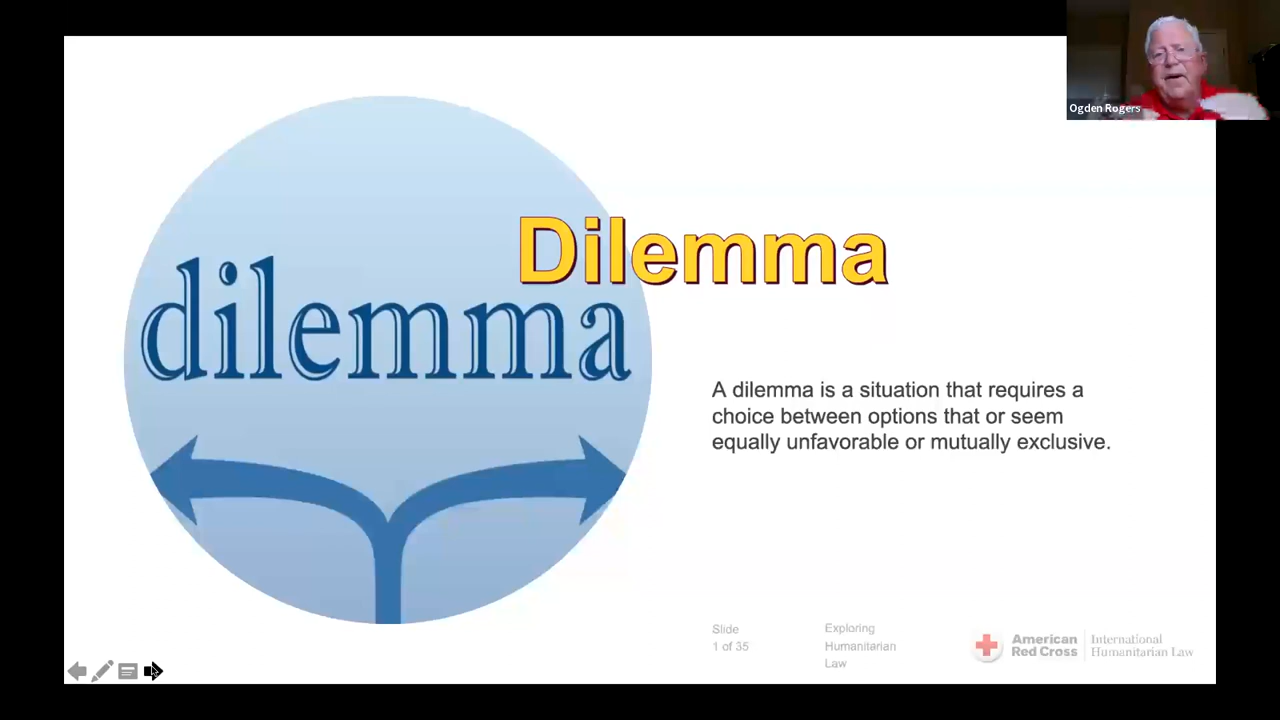 Ogden Rogers
Dilemma
dilemma
A dilemma is a situation that requires a
choice between options that or seem
equally unfavorable or mutually exclusive.
Slide
1 of 35
Exploring
Humanitarian
Law
American
Red Cross
International
Humanitarian Law